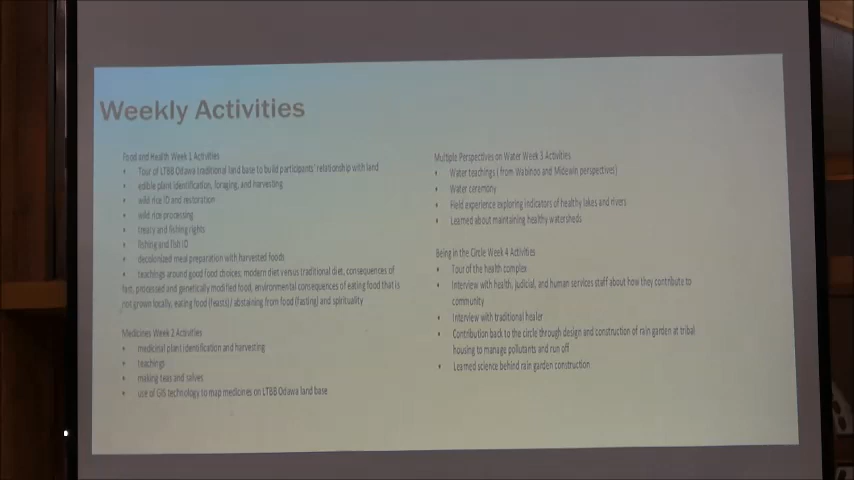 Weekly Activities
Food and Health Week 1 Activities
• Tour of LTBB Odawa traditional land base to build participants' relationship with land
• edible plant identification, foraging, and harvesting
• wild rice ID and restoration
• wild rice processing
• treaty and fishing rights
• fishing and fish ID
• decolonized meal preparation with harvested foods
• teachings around good food choices; modern diet versus traditional diet, consequences of
fast, processed and genetically modified food, environmental consequences of eating food that is
not grown locally, eating food (feasts) / abstaining from food (fasting) and spirituality
Medicines Week 2 Activities
• medicinal plant identification and harvesting
• teachings
• making teas and salves
• use of GIS technology to map medicines on LTBB Odawa land base
Multiple Perspectives on Water Week 3 Activities
• Water teachings ( from Wabinoo and Midewin perspectives)
• Water ceremony
• Field experience exploring indicators of healthy lakes and rivers
• Learned about maintaining healthy watersheds
Being in the Circle Week 4 Activities
• Tour of the health complex
• Interview with health, judicial, and human services staff about how they contribute to
community
• Interview with traditional healer
• Contribution back to the circle through design and construction of rain garden at tribal
housing to manage pollutants and run off
• Learned science behind rain garden construction